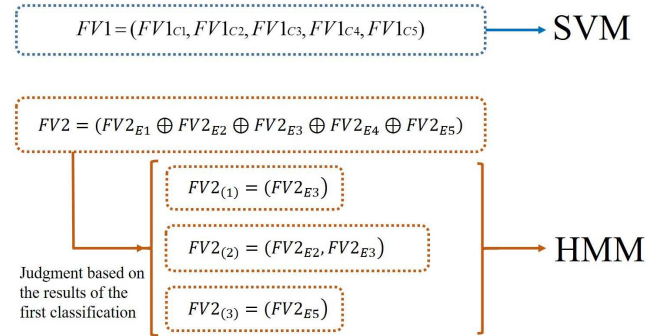 FV1=(FV1C1,FV1C2,FV1C3,FV1C4,FV1C5)
SVM
FV2 = (FV2E1 ⊕ FV2E2 ⊕ FV2E3 ⊕ FV2E4 ⊕ FV2E5)
FV2(1) = (FV2E3)
FV2(2) = (FV2E2, FV2E3)
HMM
Judgment based on
the results of the
first classification
FV2(3) = (FV2E5)